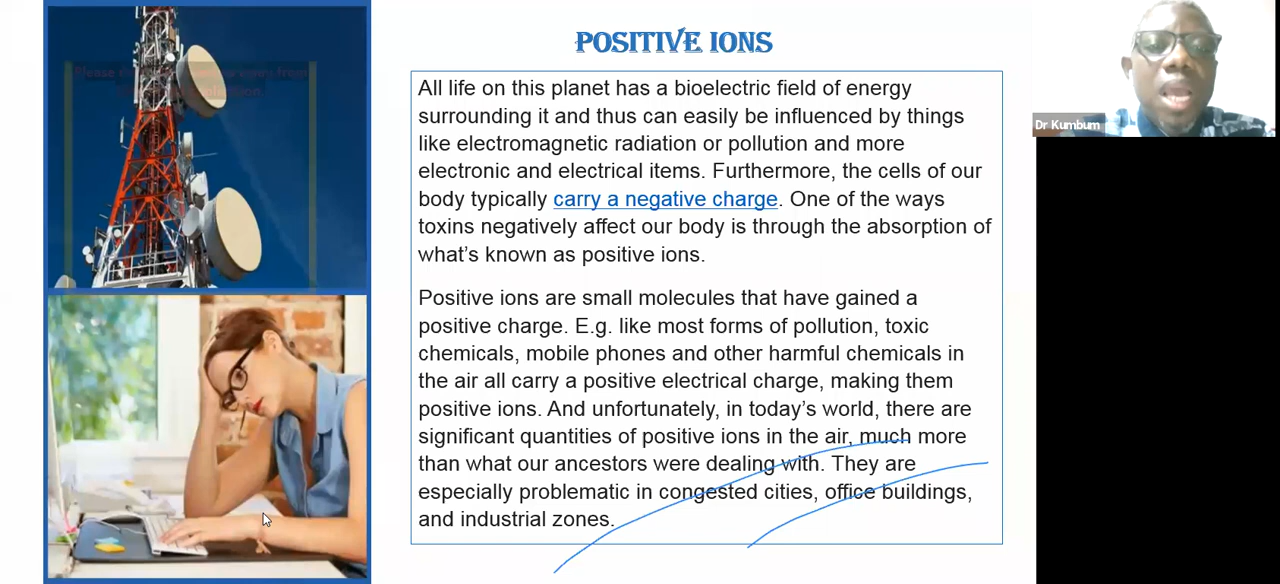 POSITIVE IONS
All life on this planet has a bioelectric field of energy
surrounding it and thus can easily be influenced by things
like electromagnetic radiation or pollution and more
electronic and electrical items. Furthermore, the cells of our
body typically carry a negative charge. One of the ways
toxins negatively affect our body is through the absorption of
what's known as positive ions.
Positive ions are small molecules that have gained a
positive charge. E.g. like most forms of pollution, toxic
chemicals, mobile phones and other harmful chemicals in
the air all carry a positive electrical charge, making them
positive ions. And unfortunately, in today's world, there are
significant quantities of positive ions in the air, much more
than what our ancestors were dealing with. They are
especially problematic in congested cities, office buildings,
and industrial zones.
Dr Kumbum